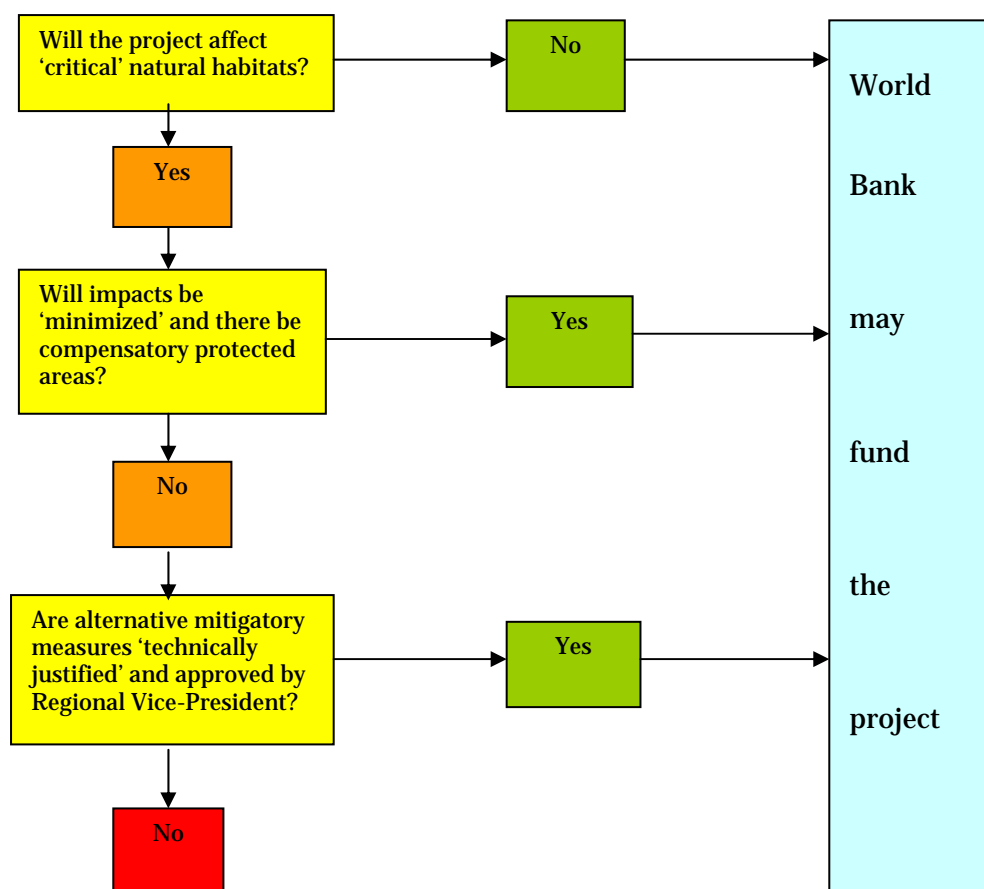 Will the project affect
‘critical’ natural habitats?
No
Yes
Will impacts be
‘minimized’ and there be
compensatory protected
areas?
Yes
No
Are alternative mitigatory
measures ‘technically
justified’ and approved by
Regional Vice-President?
Yes
No
World
Bank
may
fund
the
project